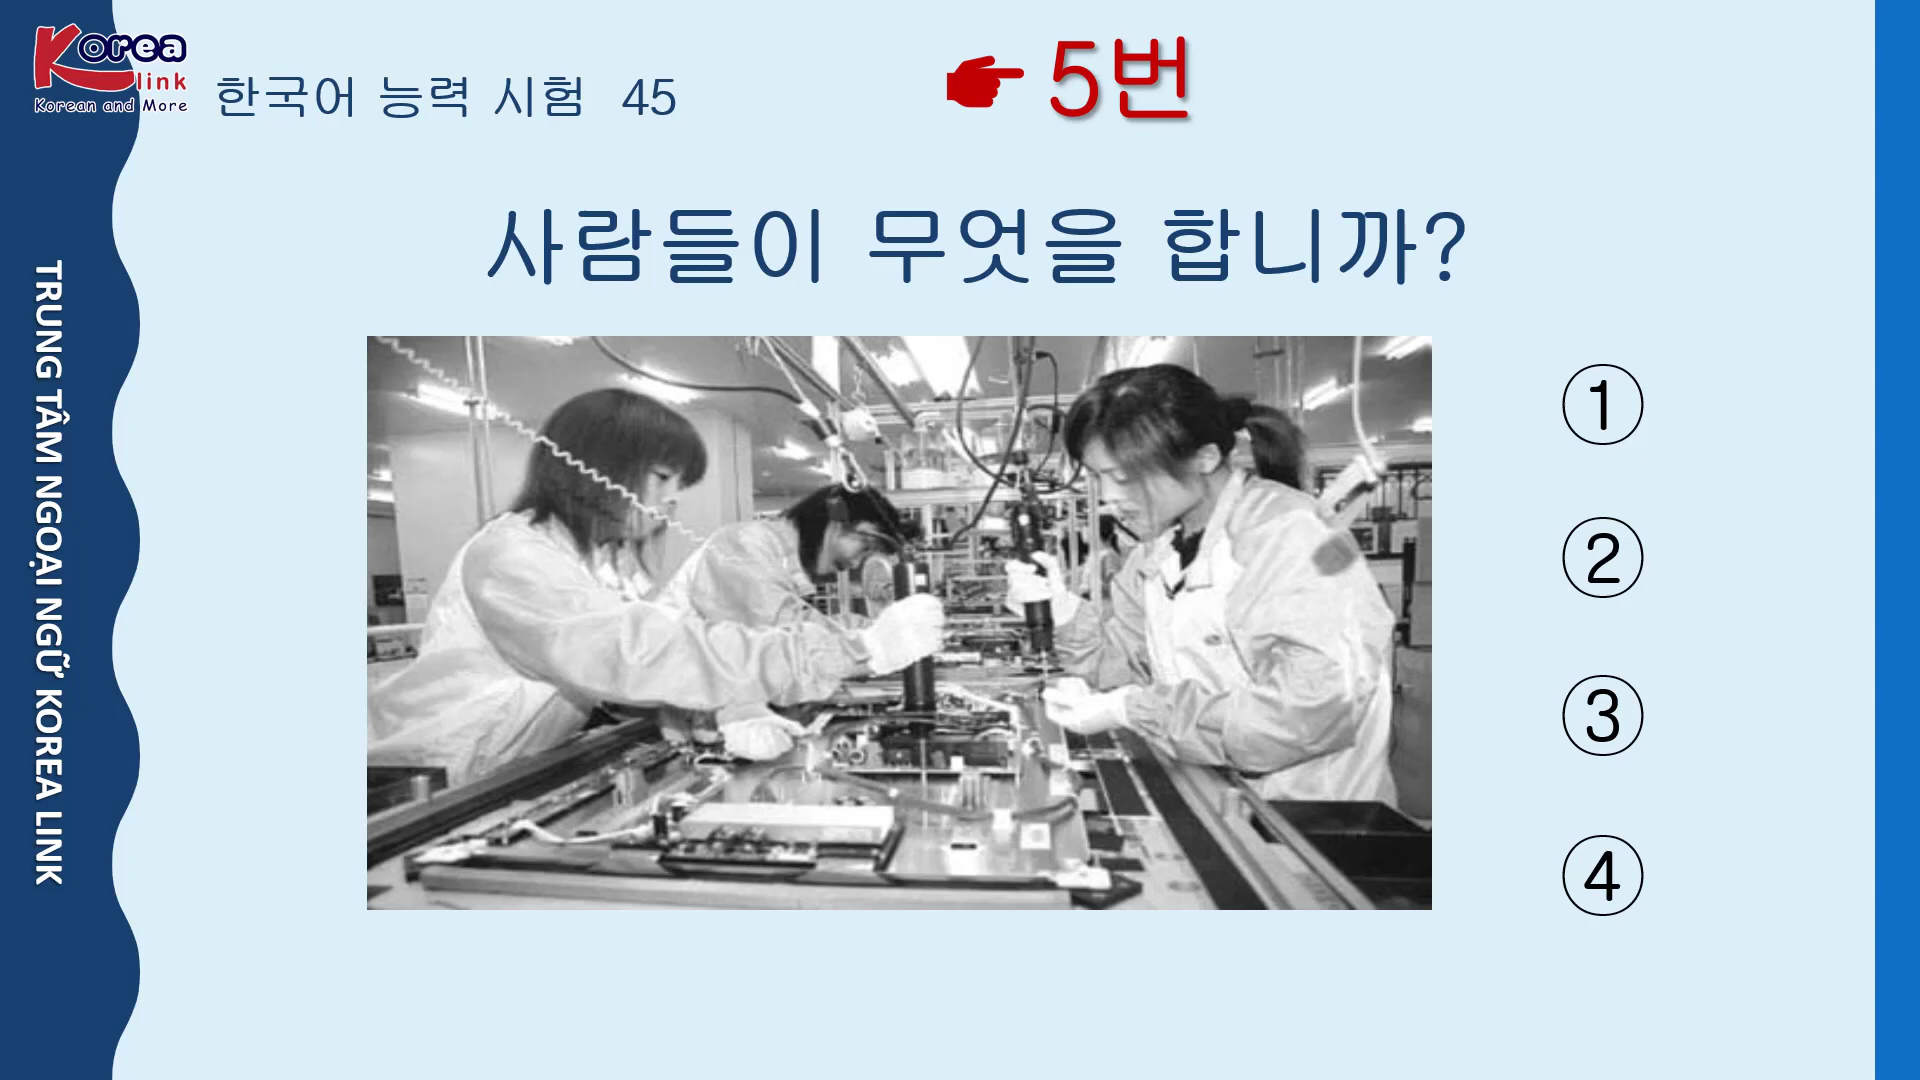 Korea
link
Korean and More
한국어 능력 시험 45
5번
TRUNG TÂM NGOẠI NGỮ KOREA LINK
사람들이 무엇을 합니까?
①
②
③
④